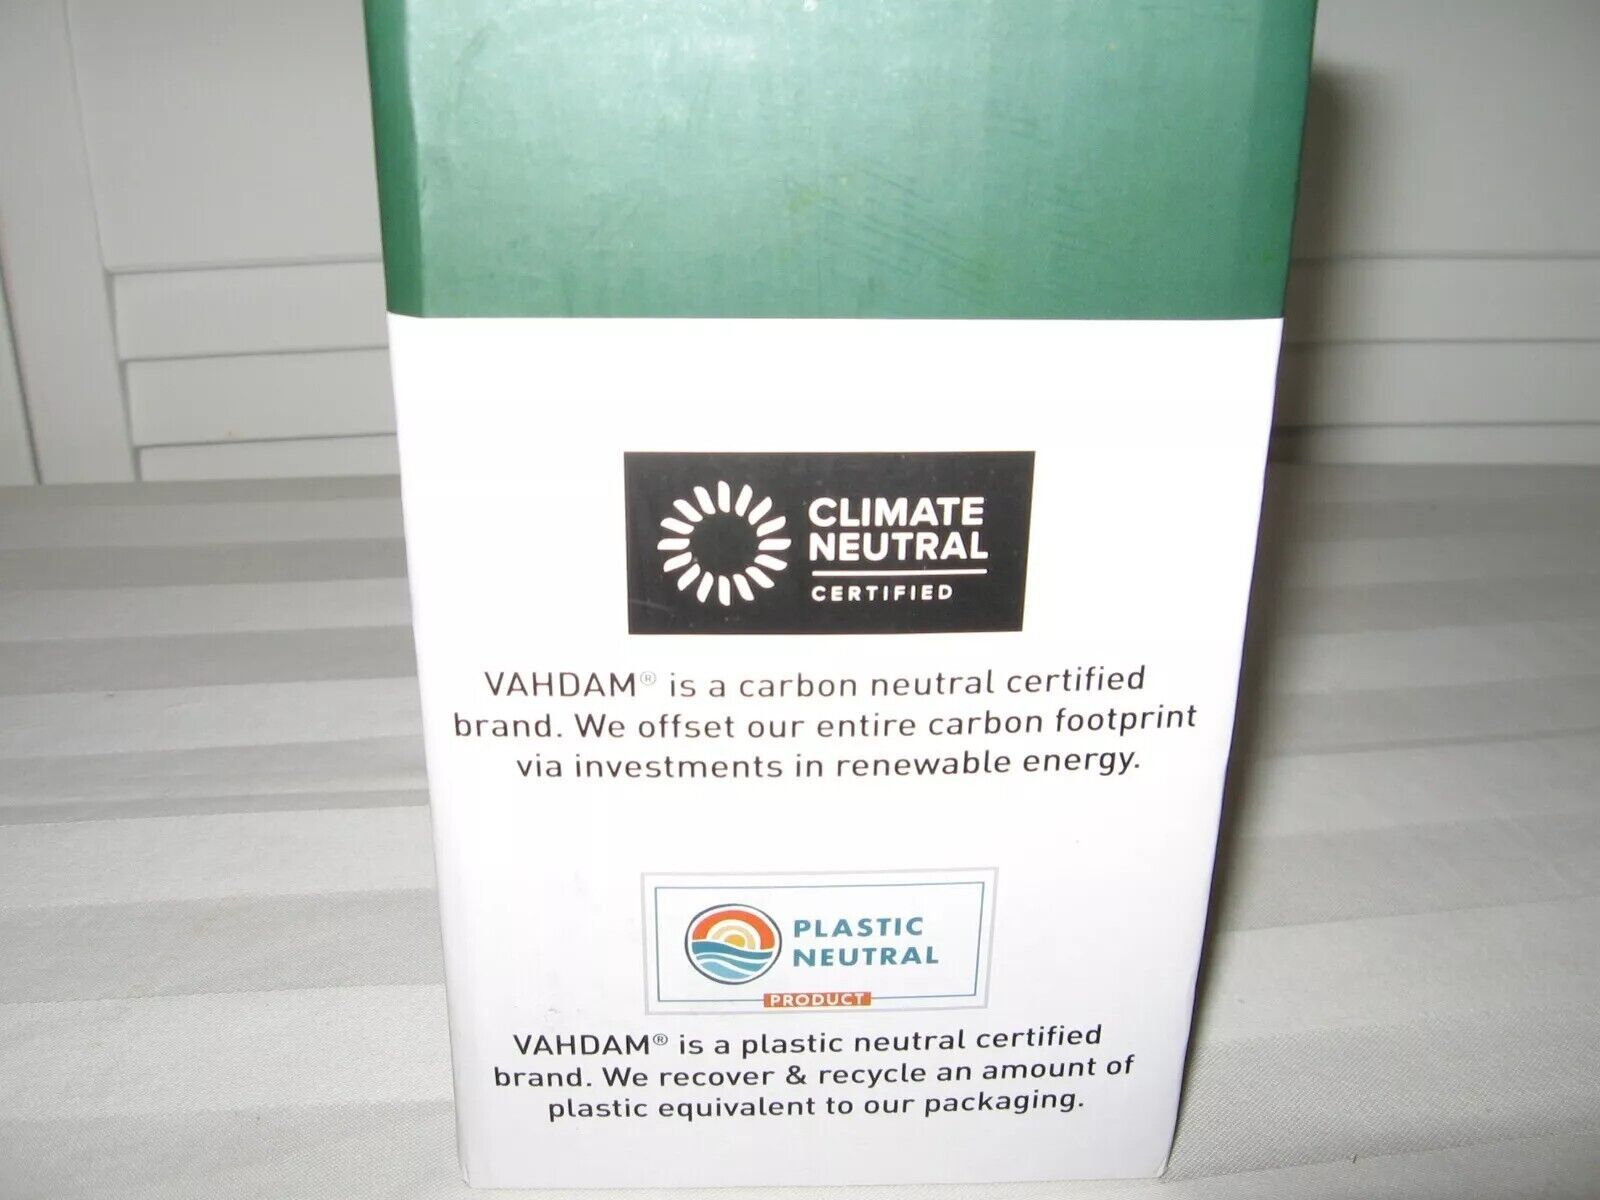 CLIMATE
NEUTRAL
CERTIFIED
VAHDAM® is a carbon neutral certified
brand. We offset our entire carbon footprint
via investments in renewable energy.
PLASTIC
NEUTRAL
PRODUCT
VAHDAM® is a plastic neutral certified
brand. We recover & recycle an amount of
plastic equivalent to our packaging.